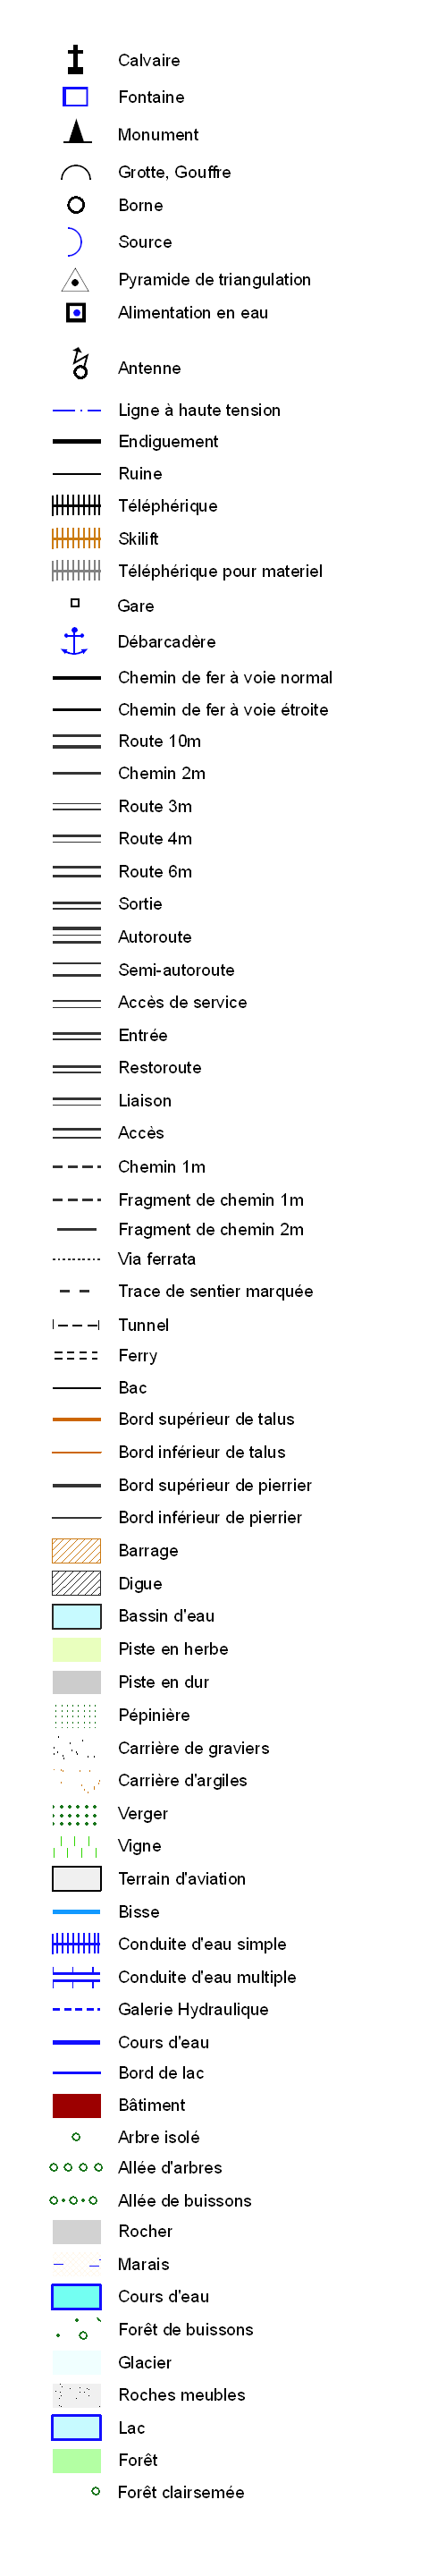 Calvaire
Fontaine
Monument
Grotte, Gouffre
Borne
Source
Pyramide de triangulation
Alimentation en eau
Antenne
Ligne à haute tension
Endiguement
Ruine
Téléphérique
Skilift
Téléphérique pour materiel
Gare
Débarcadère
Chemin de fer à voie normal
Chemin de fer à voie étroite
Route 10m
Chemin 2m
Route 3m
Route 4m
Route 6m
Sortie
Autoroute
Semi-autoroute
Accès de service
Entrée
Restoroute
Liaison
Accès
Chemin 1m
Fragment de chemin 1m
Fragment de chemin 2m
Via ferrata
Trace de sentier marquée
Tunnel
Ferry
Bac
Bord supérieur de talus
Bord inférieur de talus
Bord supérieur de pierrier
Bord inférieur de pierrier
Barrage
Digue
Bassin d'eau
Piste en herbe
Piste en dur
Pépinière
Carrière de graviers
Carrière d'argiles
Verger
Vigne
Terrain d'aviation
Bisse
Conduite d'eau simple
Conduite d'eau multiple
Galerie Hydraulique
Cours d'eau
Bord de lac
Bâtiment
Arbre isolé
Allée d'arbres
Allée de buissons
Rocher
Marais
Cours d'eau
Forêt de buissons
Glacier
Roches meubles
Lac
Forêt
Forêt clairsemée